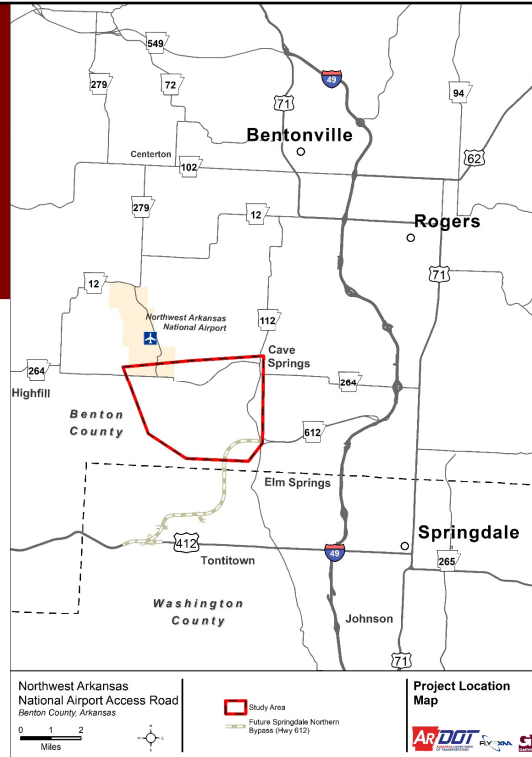 549
49
279
72
94
71
Bentonville
62
Centerton
102
279
12
Rogers
71
12
Northwest Arkansas
National Airport
112
Cave
Springs
264
264
Highfill
Benton
County
612
Elm Springs
412
49
Springdale
Tontitown
265
Washington
County
Johnson
71
Northwest Arkansas
National Airport Access Road
Benton County, Arkansas
0 1 2
Miles
Study Area
Future Springdale Northern
Bypass (Hwy 612)
Project Location
Map
ARDOT
FLY XNA